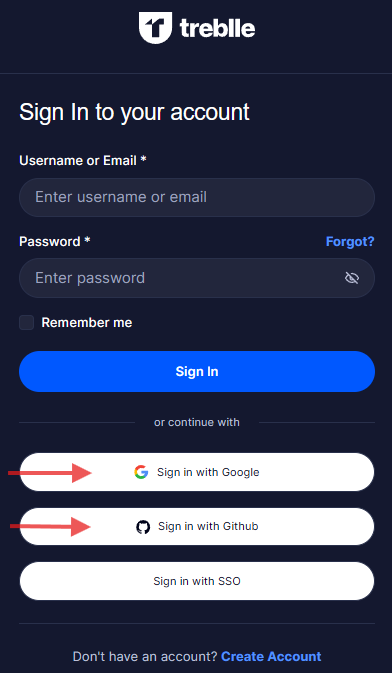 treblle
Sign In to your account
Username or Email *
Enter username or email
Password * Forgot?
Enter password
Remember me
Sign In
or continue with
Sign in with Google
Sign in with Github
Sign in with SSO
Don't have an account? Create Account